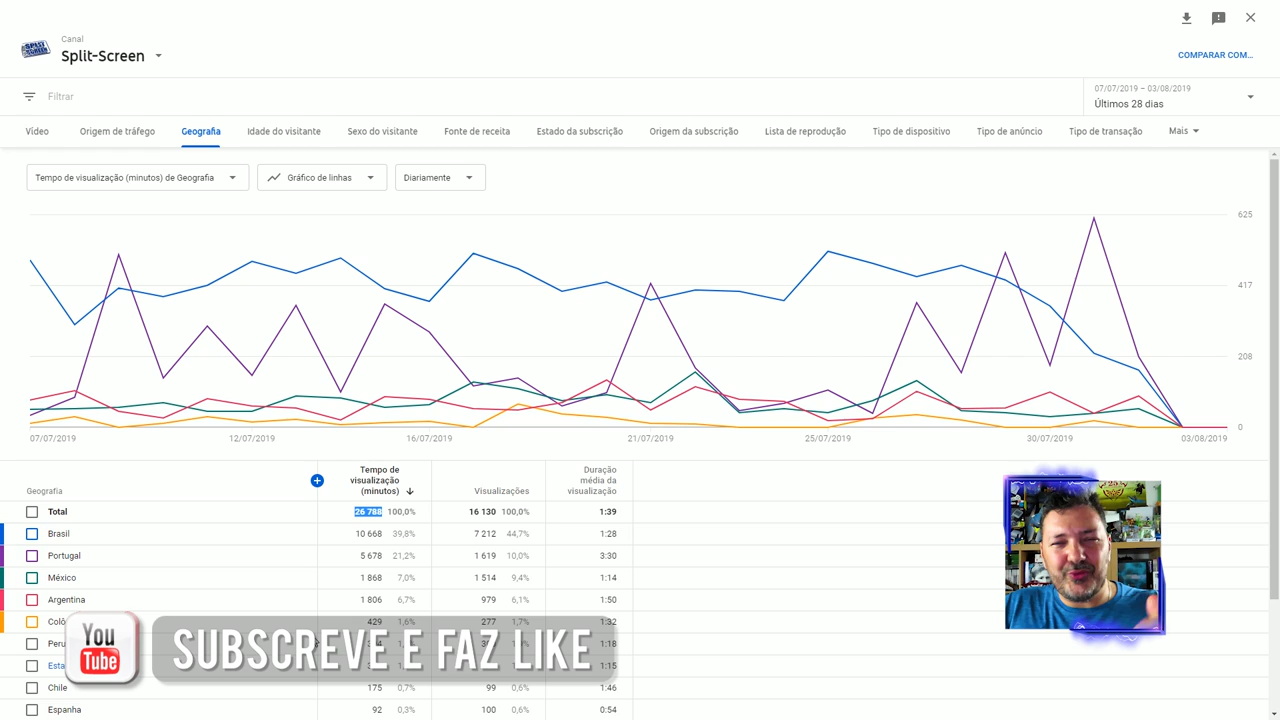 Canal
SPLIT SCREEN
Split-Screen
COMPARAR COM...
Filtrar
07/07/2019 – 03/08/2019
Últimos 28 dias
Vídeo Origem de tráfego Geografia Idade do visitante Sexo do visitante Fonte de receita Estado da subscrição Origem da subscrição Lista de reprodução Tipo de dispositivo Tipo de anúncio Tipo de transação Mais
Tempo de visualização (minutos) de Geografia Gráfico de linhas Diariamente
625
417
208
0
07/07/2019 12/07/2019 16/07/2019 21/07/2019 25/07/2019 30/07/2019 03/08/2019
Geografia Tempo de visualização (minutos) Visualizações Duração média da visualização
Total 26 788 100,0% 16 130 100,0% 1:39
Brasil 10 668 39,8% 7 212 44,7% 1:28
Portugal 5 678 21,2% 1 619 10,0% 3:30
México 1 868 7,0% 1 514 9,4% 1:14
Argentina 1 806 6,7% 979 6,1% 1:50
Colô 429 1,6% 277 1,7% 1:32
Peru 1:18
Esta 1:15
You Tube
SUBSCREVE E FAZ LIKE
Chile 175 0,7% 99 0,6% 1:46
Espanha 92 0,3% 100 0,6% 0:54